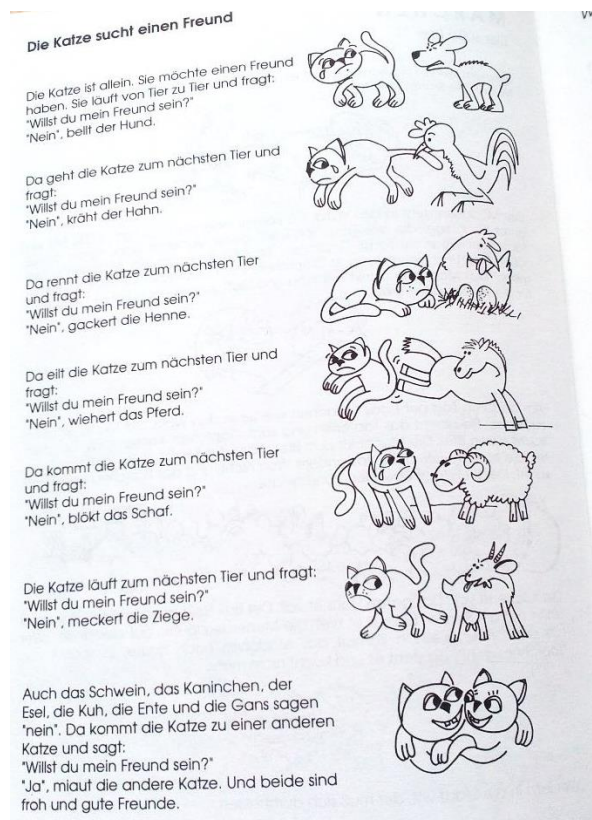 Die Katze sucht einen Freund
Die Katze ist allein. Sie möchte einen Freund
haben. Sie läuft von Tier zu Tier und fragt:
"Willst du mein Freund sein?"
"Nein", bellt der Hund.
Da geht die Katze zum nächsten Tier und
fragt:
"Willst du mein Freund sein?"
"Nein", kräht der Hahn.
Da rennt die Katze zum nächsten Tier
und fragt:
"Willst du mein Freund sein?"
"Nein", gackert die Henne.
Da eilt die Katze zum nächsten Tier und
fragt:
"Willst du mein Freund sein?"
"Nein", wiehert das Pferd.
Da kommt die Katze zum nächsten Tier
und fragt:
"Willst du mein Freund sein?"
"Nein", blökt das Schaf.
Die Katze läuft zum nächsten Tier und fragt:
"Willst du mein Freund sein?"
"Nein", meckert die Ziege.
Auch das Schwein, das Kaninchen, der
Esel, die Kuh, die Ente und die Gans sagen
"nein". Da kommt die Katze zu einer anderen
Katze und sagt:
"Willst du mein Freund sein?"
"Ja", miaut die andere Katze. Und beide sind
froh und gute Freunde.